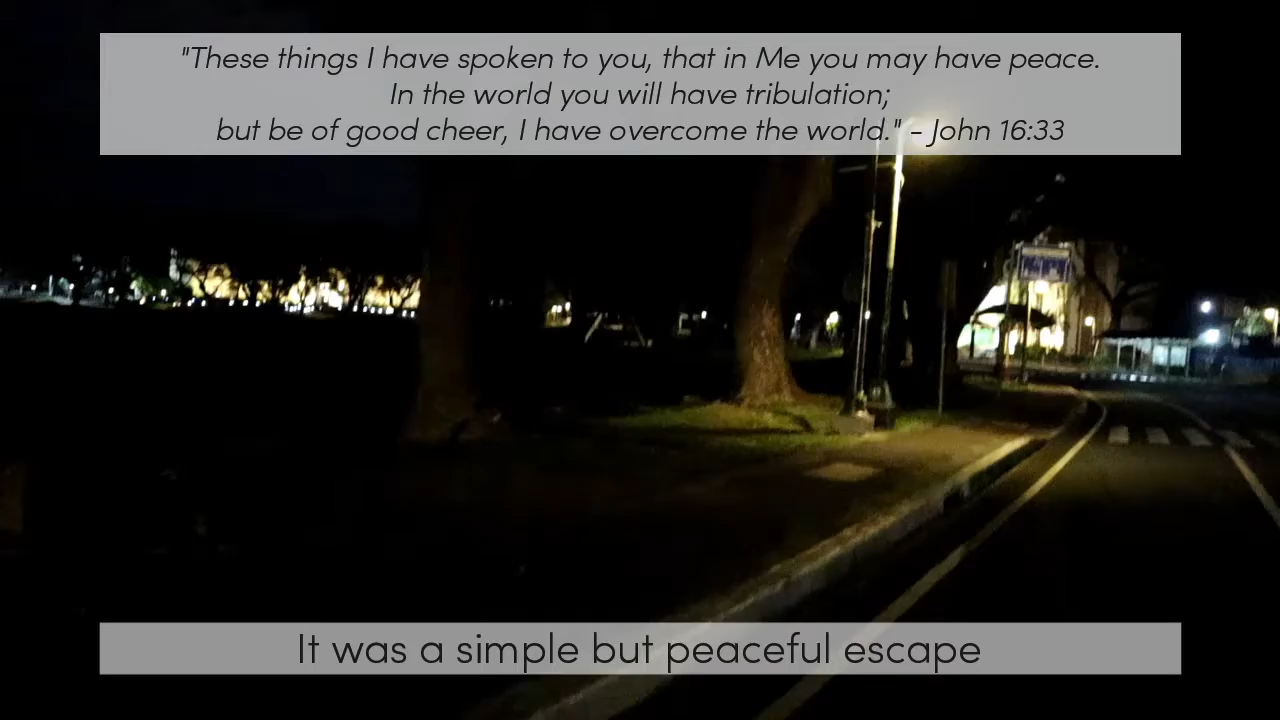 "These things I have spoken to you, that in Me you may have peace.
In the world you will have tribulation;
but be of good cheer, I have overcome the world." - John 16:33
It was a simple but peaceful escape